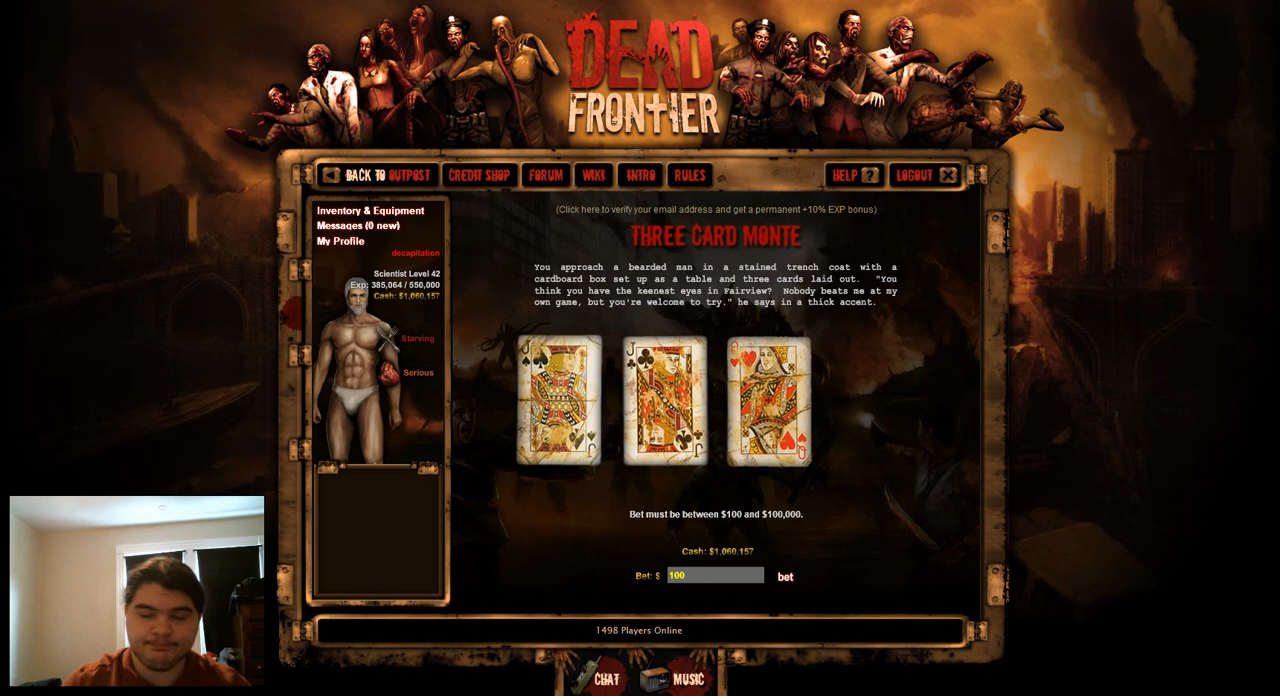 DEAD
FRONTIER
BACK TO OUTPOST
CREDIT SHOP
FORUM
WIKI
INTRO
RULES
HELP ?
LOGOUT
Inventory & Equipment
Messages (0 new)
My Profile
decapitation
Scientist Level 42
Exp: 385,064 / 550,000
Cash: $1,060,157
Starving
Serious
(Click here to verify your email address and get a permanent +10% EXP bonus)
THREE CARD MONTE
You approach a bearded man in a stained trench coat with a
cardboard box set up as a table and three cards laid out. "You
think you have the keenest eyes in Fairview? Nobody beats me at my
own game, but you're welcome to try." he says in a thick accent.
J
J
J
J
Q
Q
Bet must be between $100 and $100,000.
Cash: $1,060,157
Bet: $ 100 bet
1498 Players Online
CHAT
MUSIC